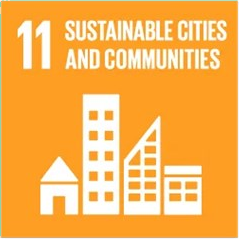 11 SUSTAINABLE CITIES
AND COMMUNITIES